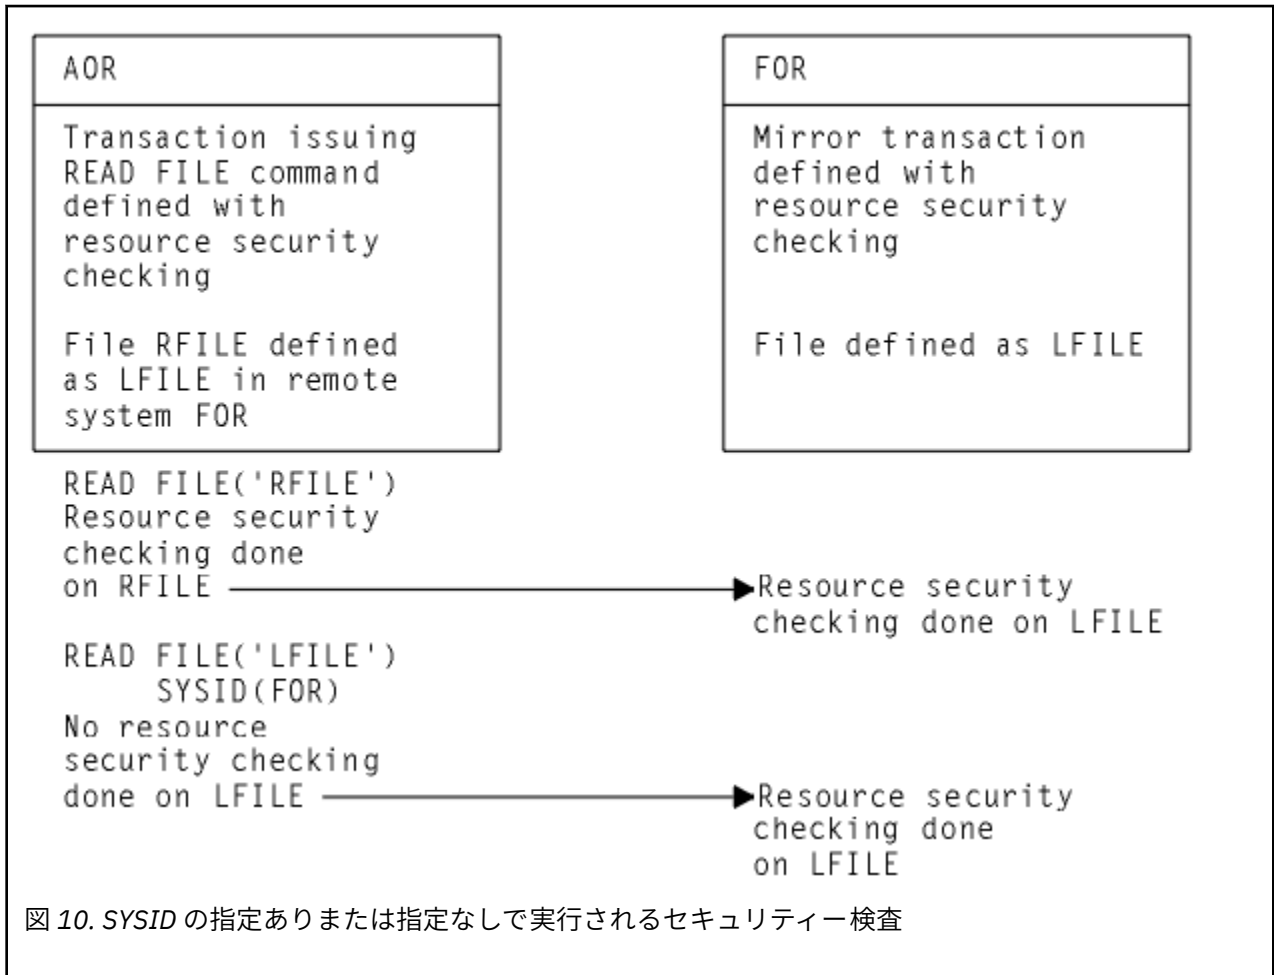 AOR
Transaction issuing
READ FILE command
defined with
resource security
checking
File RFILE defined
as LFILE in remote
system FOR
FOR
Mirror transaction
defined with
resource security
checking
File defined as LFILE
READ FILE('RFILE')
Resource security
checking done
on RFILE
Resource security
checking done on LFILE
READ FILE('LFILE')
SYSID(FOR)
No resource
security checking
done on LFILE
Resource security
checking done
on LFILE
図 10. SYSID の指定ありまたは指定なしで実行されるセキュリティー検査